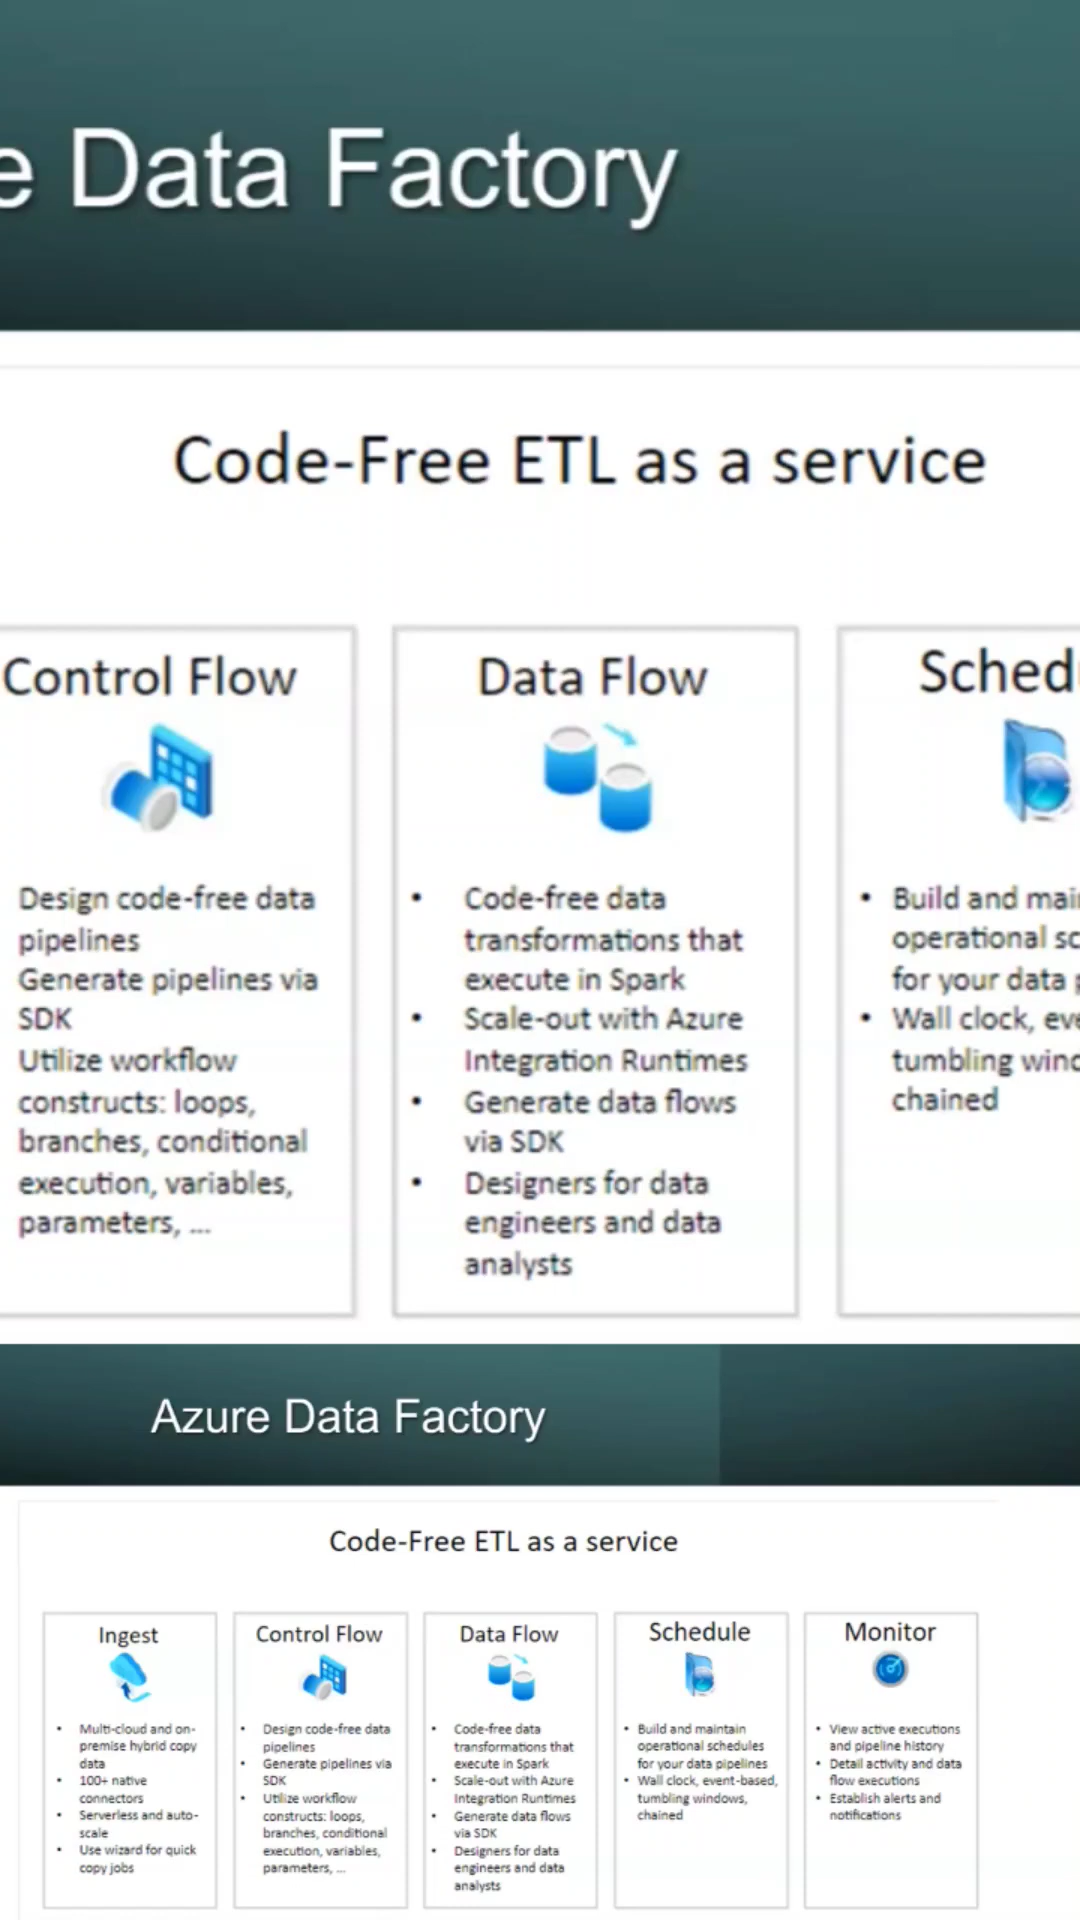 e Data Factory
Code-Free ETL as a service
Control Flow
Design code-free data
pipelines
Generate pipelines via
SDK
Utilize workflow
constructs: loops,
branches, conditional
execution, variables,
parameters, ...
Data Flow
• Code-free data
transformations that
execute in Spark
• Scale-out with Azure
Integration Runtimes
• Generate data flows
via SDK
• Designers for data
engineers and data
analysts
Sched
• Build and mai
operational sc
for your data p
• Wall clock, eve
tumbling wind
chained
Azure Data Factory
Code-Free ETL as a service
Ingest
• Multi-cloud and on-
premise hybrid copy
data
• 100+ native
connectors
• Serverless and auto-
scale
• Use wizard for quick
copy jobs
Control Flow
• Design code-free data
pipelines
• Generate pipelines via
SDK
• Utilize workflow
constructs: loops,
branches, conditional
execution, variables,
parameters, ...
Data Flow
• Code-free data
transformations that
execute in Spark
• Scale-out with Azure
Integration Runtimes
• Generate data flows
via SDK
• Designers for data
engineers and data
analysts
Schedule
• Build and maintain
operational schedules
for your data pipelines
• Wall clock, event-based,
tumbling windows,
chained
Monitor
• View active executions
and pipeline history
• Detail activity and data
flow executions
• Establish alerts and
notifications